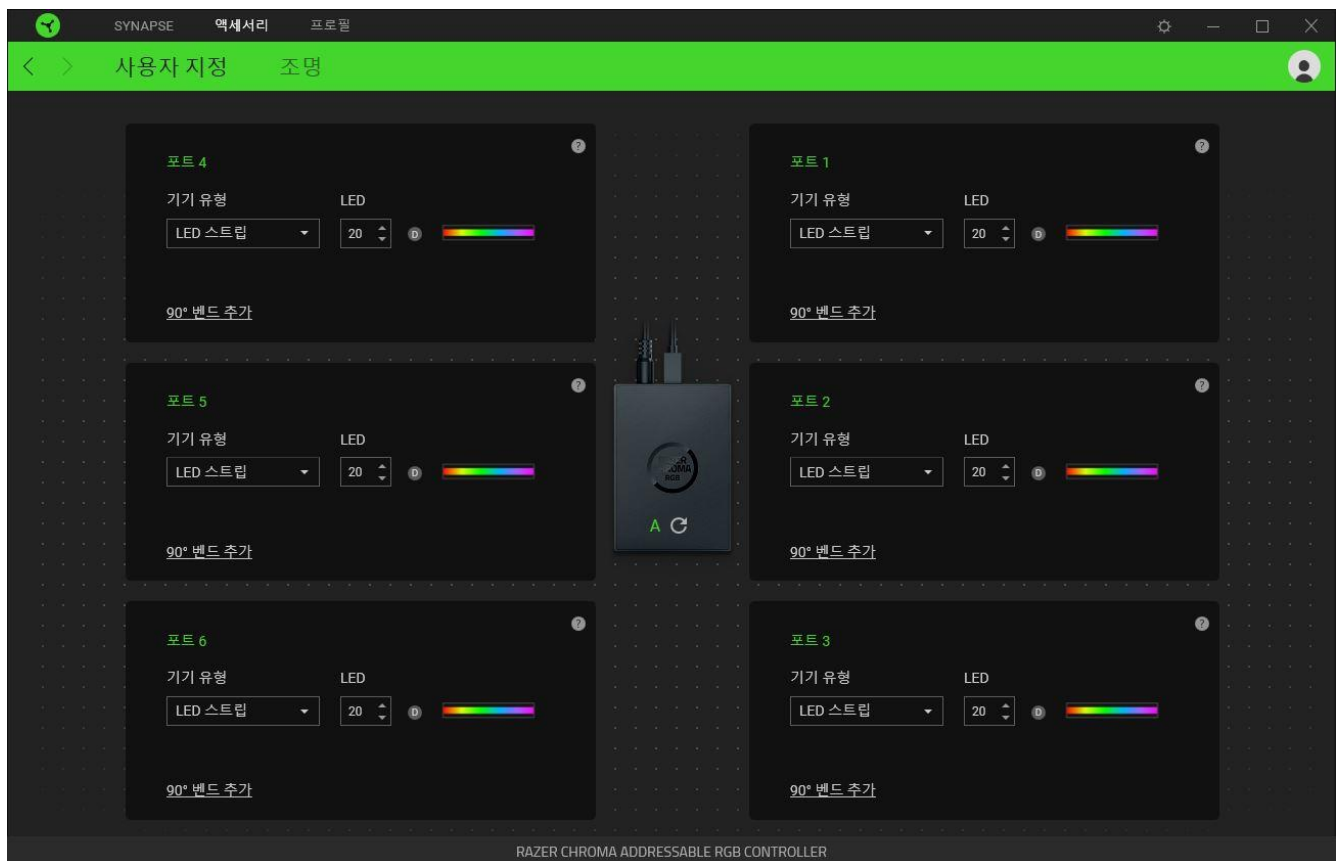 SYNAPSE 액세서리 프로필
사용자 지정 조명
포트 4
기기 유형 LED
LED 스트립 20 D
90° 벤드 추가
포트 5
기기 유형 LED
LED 스트립 20 D
90° 벤드 추가
포트 6
기기 유형 LED
LED 스트립 20 D
90° 벤드 추가
RAZER
CHROMA
RGB
A
포트 1
기기 유형 LED
LED 스트립 20 D
90° 벤드 추가
포트 2
기기 유형 LED
LED 스트립 20 D
90° 벤드 추가
포트 3
기기 유형 LED
LED 스트립 20 D
90° 벤드 추가
RAZER CHROMA ADDRESSABLE RGB CONTROLLER